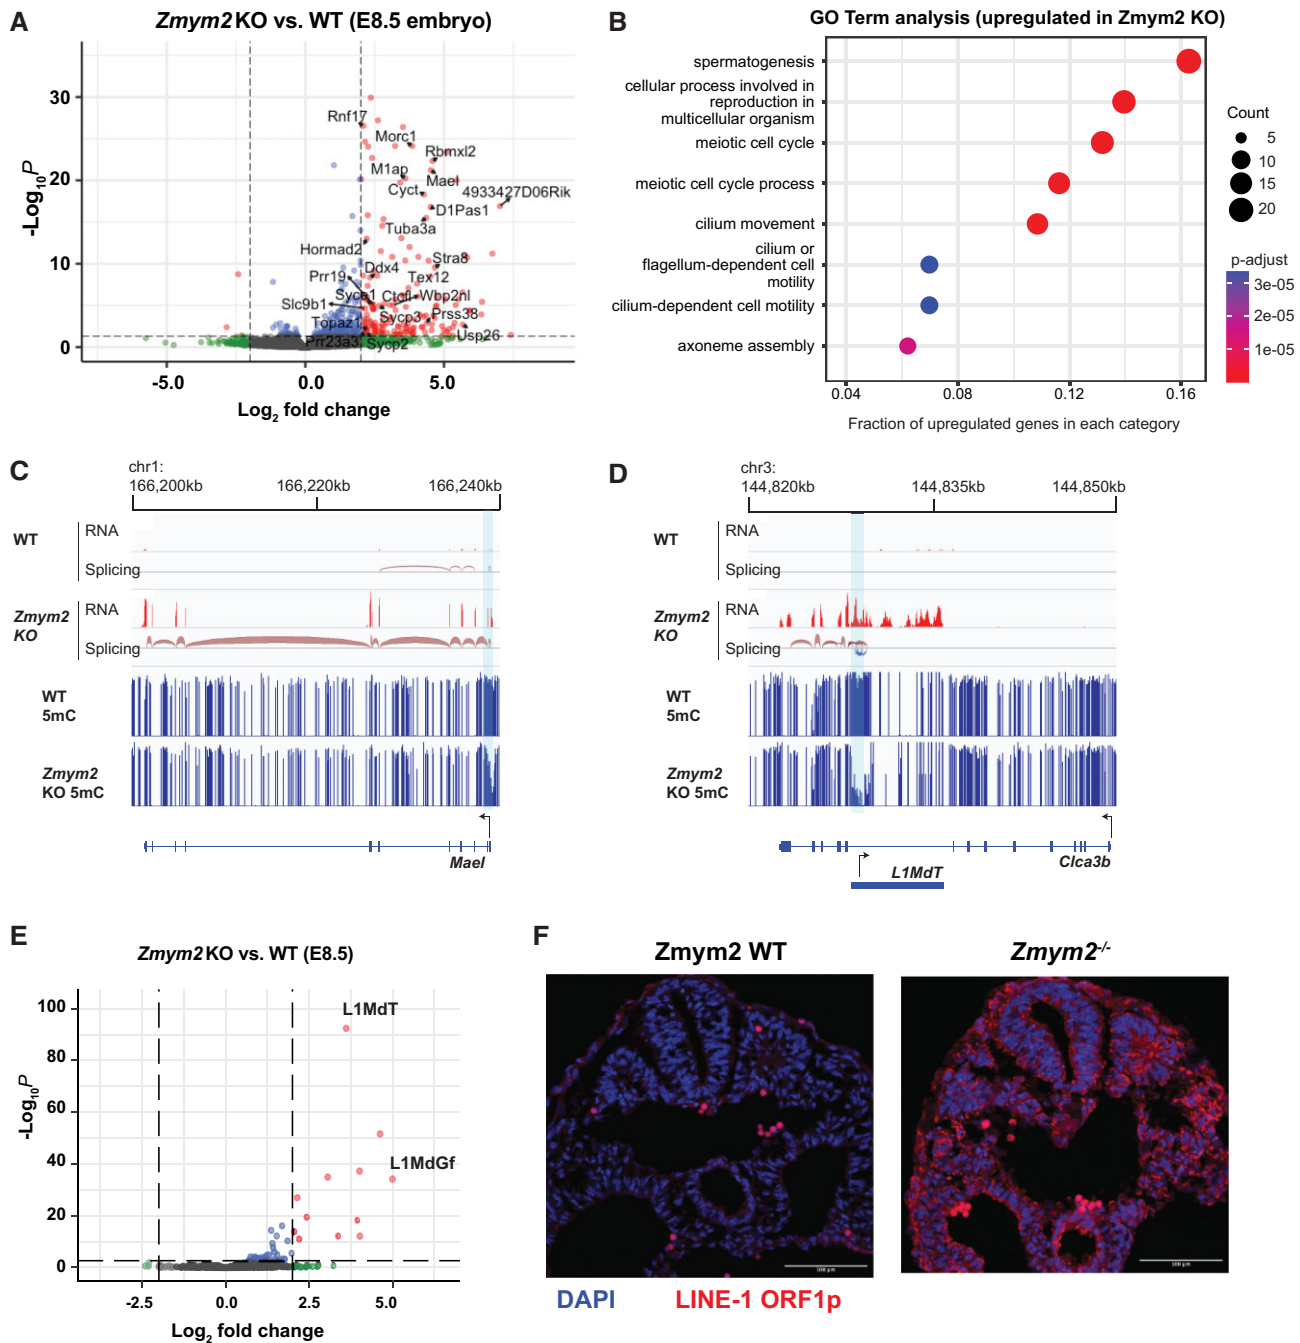 A
Zmym2 KO vs. WT (E8.5 embryo)
-Log10P
30
20
10
0
-5.0
0.0
5.0
Log2 fold change
Rnf17
Morc1
Rbmxl2
M1ap
Mael
Cyct
4933427D06Rik
D1Pas1
Tuba3a
Hormad2
Stra8
Ddx4
Prr19
Tex12
Syce1
Ctcfl
Wbp2nl
Slc9b1
Sycp3
Prss38
Topaz1
Usp26
Prr23a3
Sycp2
B
GO Term analysis (upregulated in Zmym2 KO)
spermatogenesis
cellular process involved in
reproduction in
multicellular organism
meiotic cell cycle
meiotic cell cycle process
cilium movement
cilium or
flagellum-dependent cell
motility
cilium-dependent cell motility
axoneme assembly
0.04
0.08
0.12
0.16
Fraction of upregulated genes in each category
Count
5
10
15
20
p-adjust
3e-05
2e-05
1e-05
C
chr1:
166,200kb
166,220kb
166,240kb
WT
RNA
Splicing
Zmym2
KO
RNA
Splicing
WT
5mC
Zmym2
KO 5mC
Mael
D
chr3:
144,820kb
144,835kb
144,850kb
WT
RNA
Splicing
Zmym2
KO
RNA
Splicing
WT
5mC
Zmym2
KO 5mC
L1MdT
Clca3b
E
Zmym2 KO vs. WT (E8.5)
-Log10P
100
80
60
40
20
0
-2.5
0.0
2.5
5.0
Log2 fold change
L1MdT
L1MdGf
F
Zmym2 WT
Zmym2-/-
100 µm
100 µm
DAPI
LINE-1 ORF1p